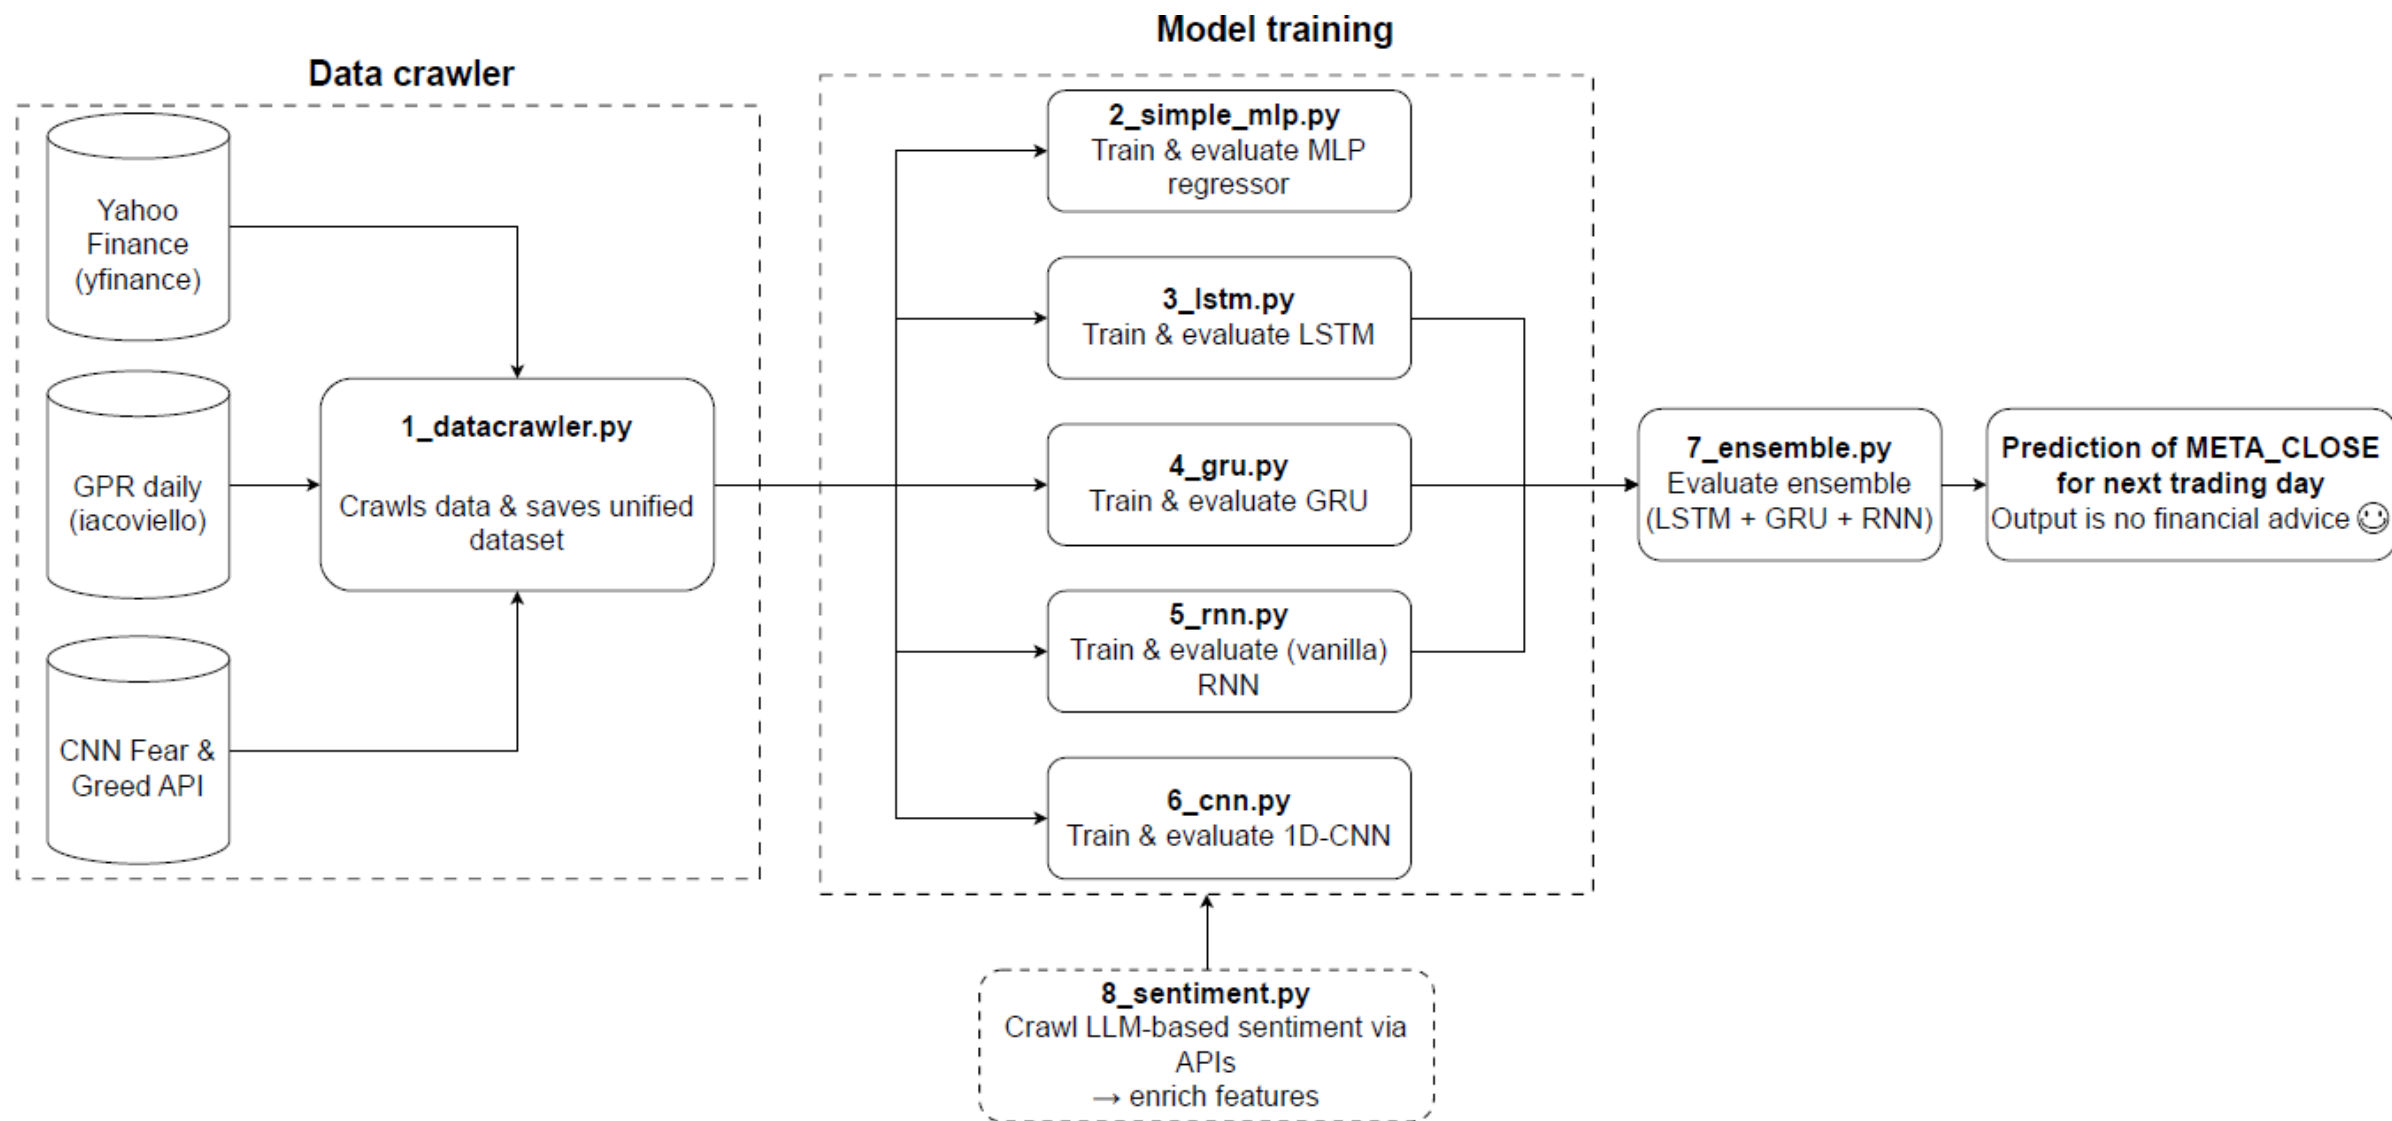 Model training
Data crawler
Yahoo
Finance
(yfinance)
GPR daily
(iacoviello)
CNN Fear &
Greed API
1_datacrawler.py
Crawls data & saves unified
dataset
2_simple_mlp.py
Train & evaluate MLP
regressor
3_lstm.py
Train & evaluate LSTM
4_gru.py
Train & evaluate GRU
5_rnn.py
Train & evaluate (vanilla)
RNN
6_cnn.py
Train & evaluate 1D-CNN
7_ensemble.py
Evaluate ensemble
(LSTM + GRU + RNN)
Prediction of META_CLOSE
for next trading day
Output is no financial advice ☺
8_sentiment.py
Crawl LLM-based sentiment via
APIs
→ enrich features